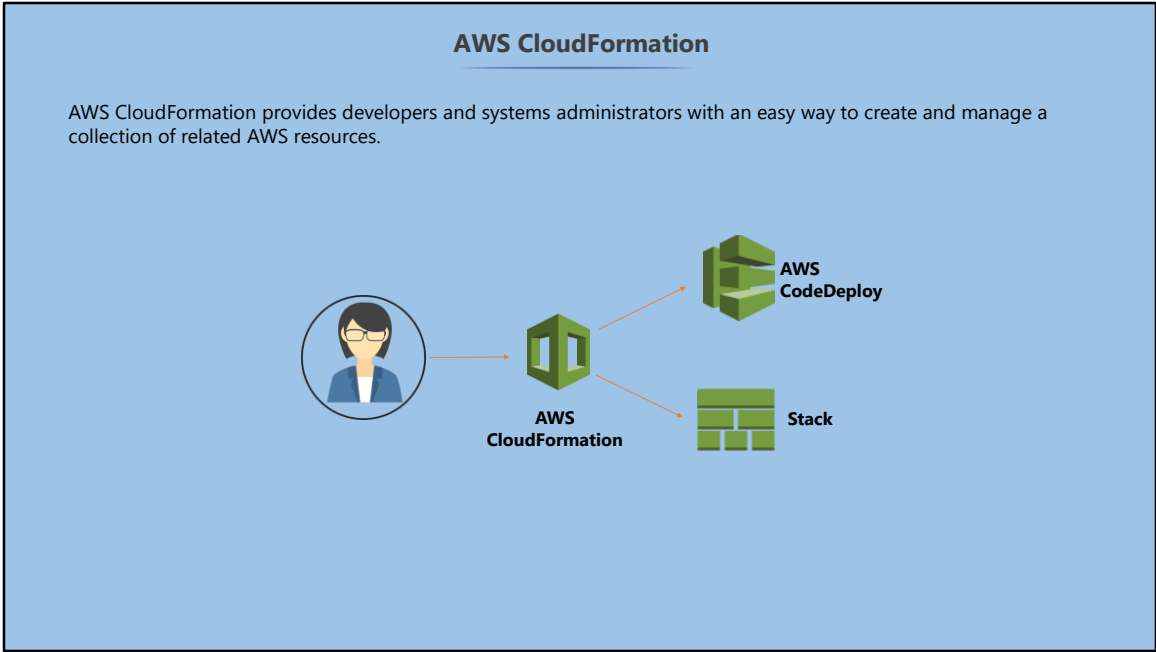 AWS CloudFormation
AWS CloudFormation provides developers and systems administrators with an easy way to create and manage a
collection of related AWS resources.
AWS
CodeDeploy
AWS
CloudFormation
Stack